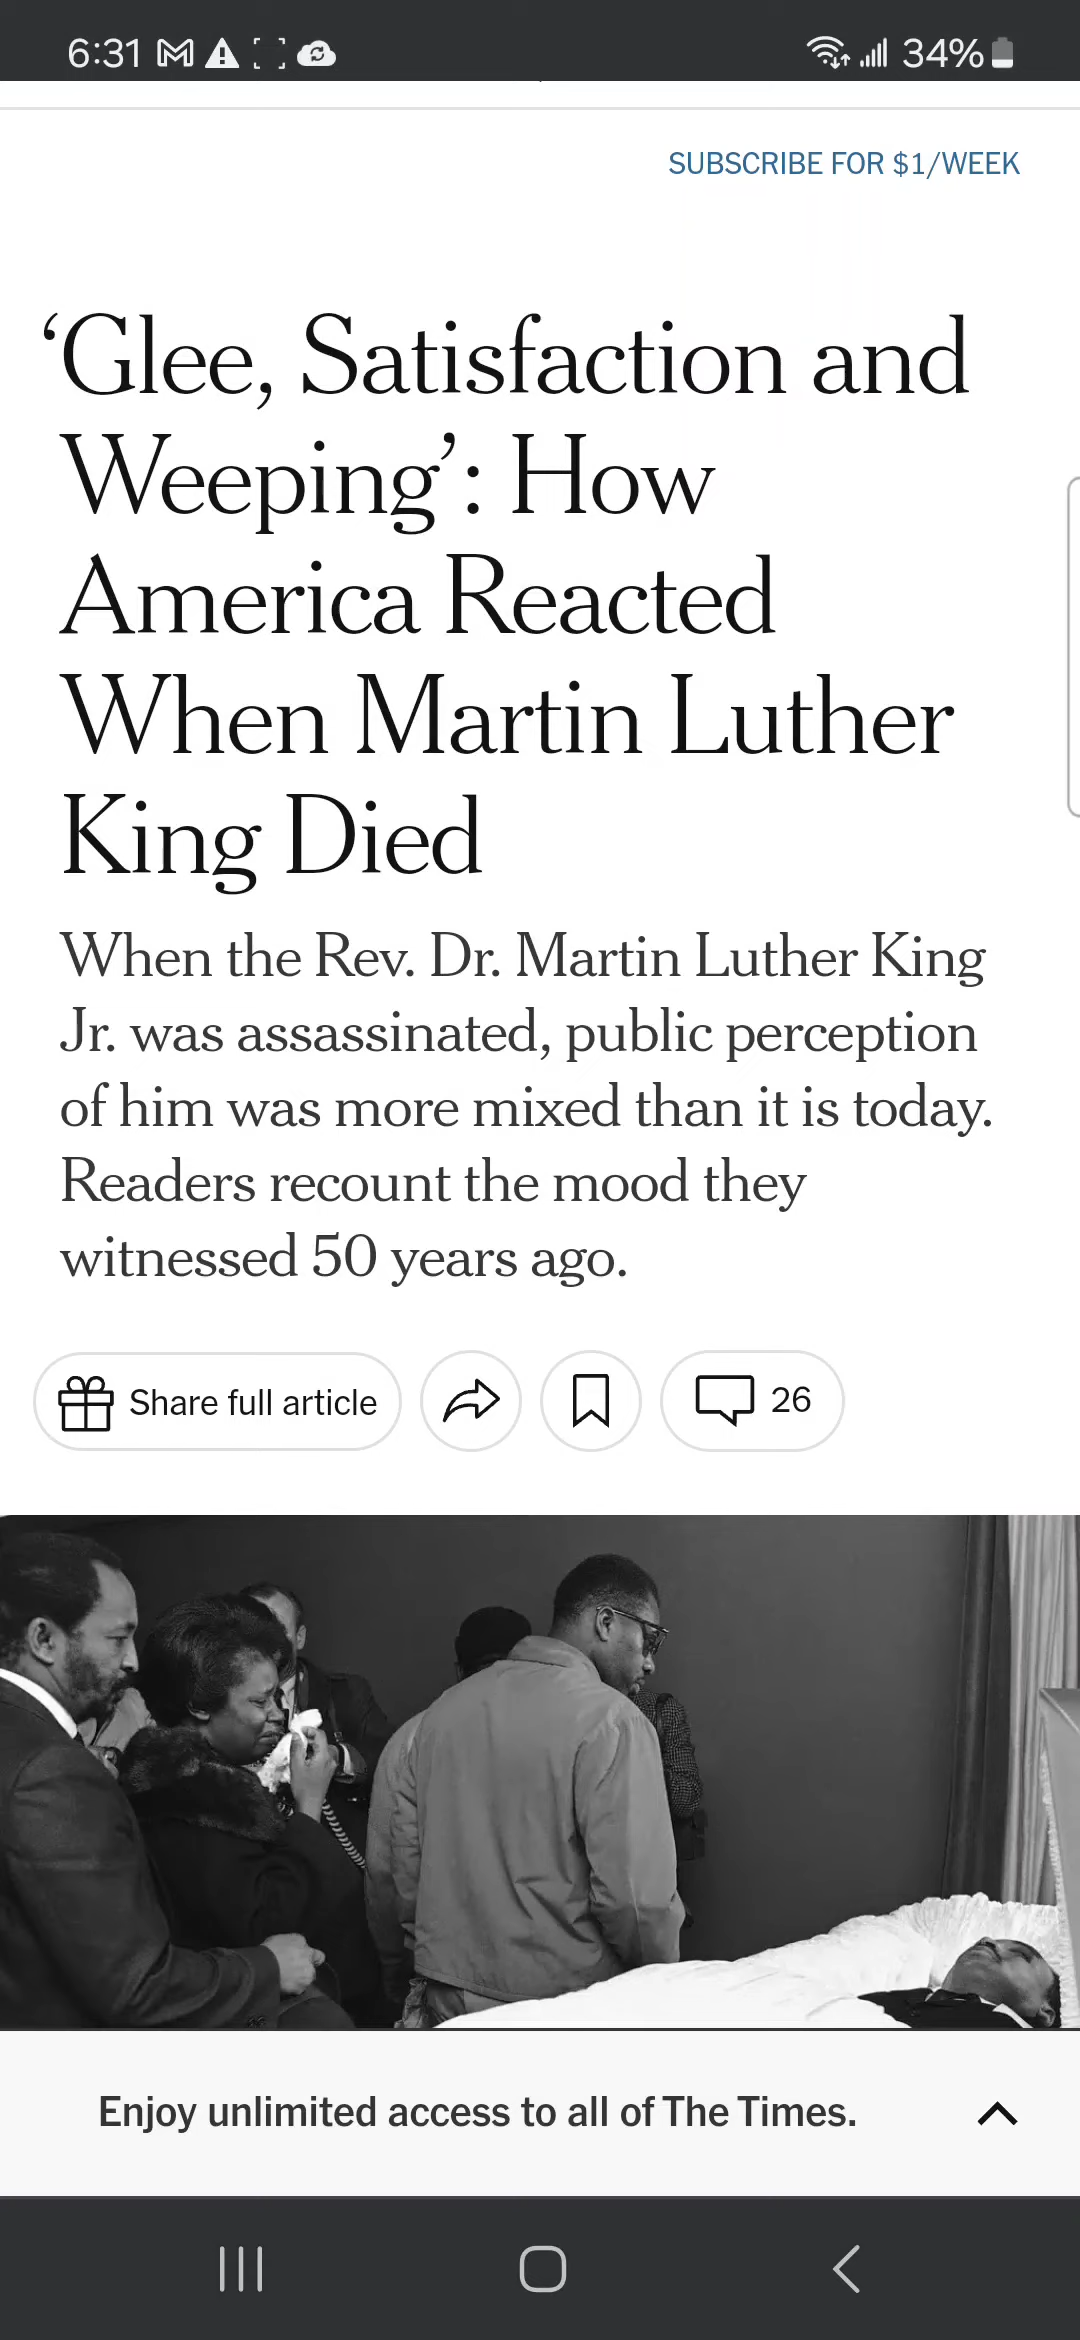 6:31
34%
SUBSCRIBE FOR $1/WEEK
‘Glee, Satisfaction and
Weeping’: How
America Reacted
When Martin Luther
King Died
When the Rev. Dr. Martin Luther King
Jr. was assassinated, public perception
of him was more mixed than it is today.
Readers recount the mood they
witnessed 50 years ago.
Share full article
26
Enjoy unlimited access to all of The Times.